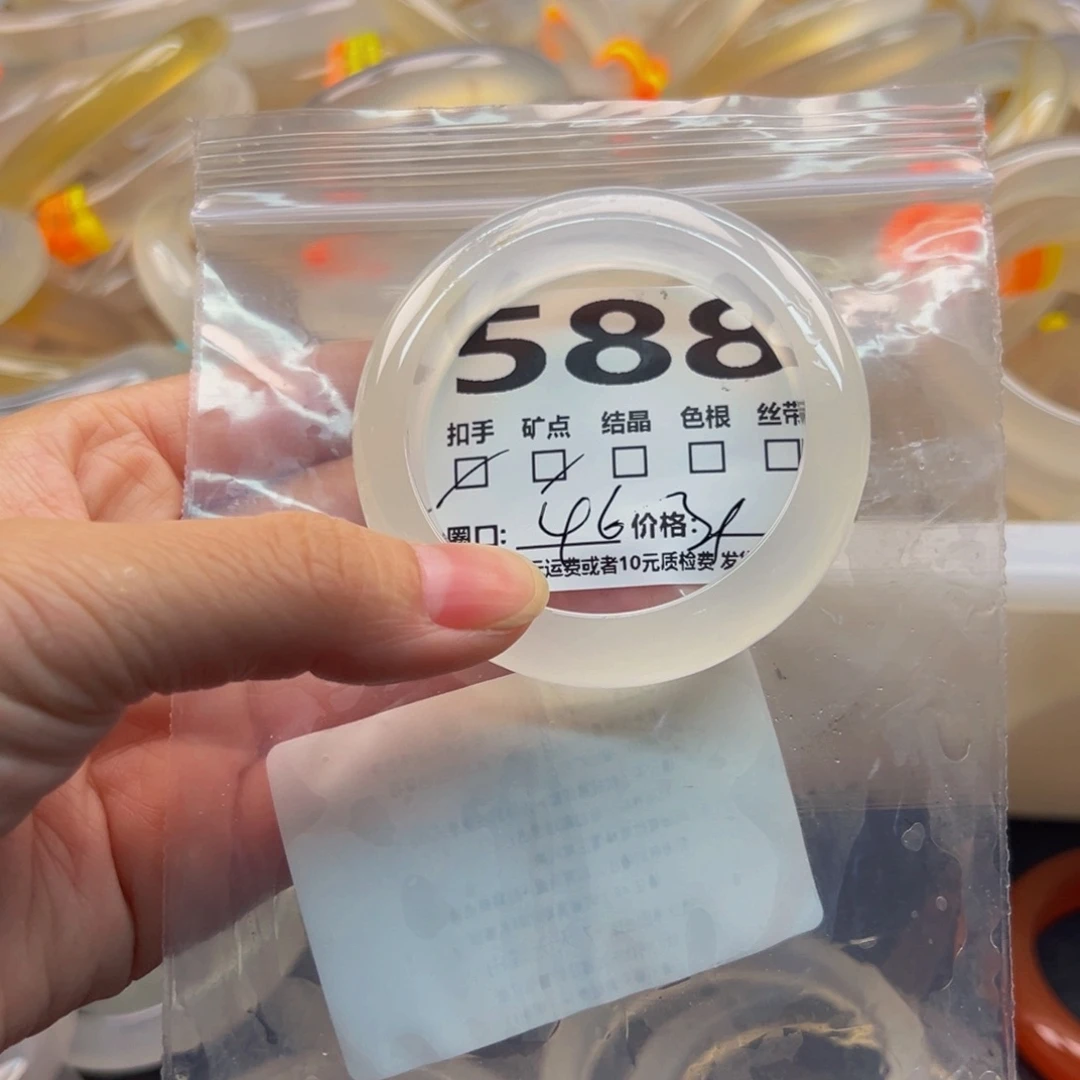 588
扣手 矿点 结晶 色根 丝带
圈口: 46 价格:
运费或者10元质检费 发